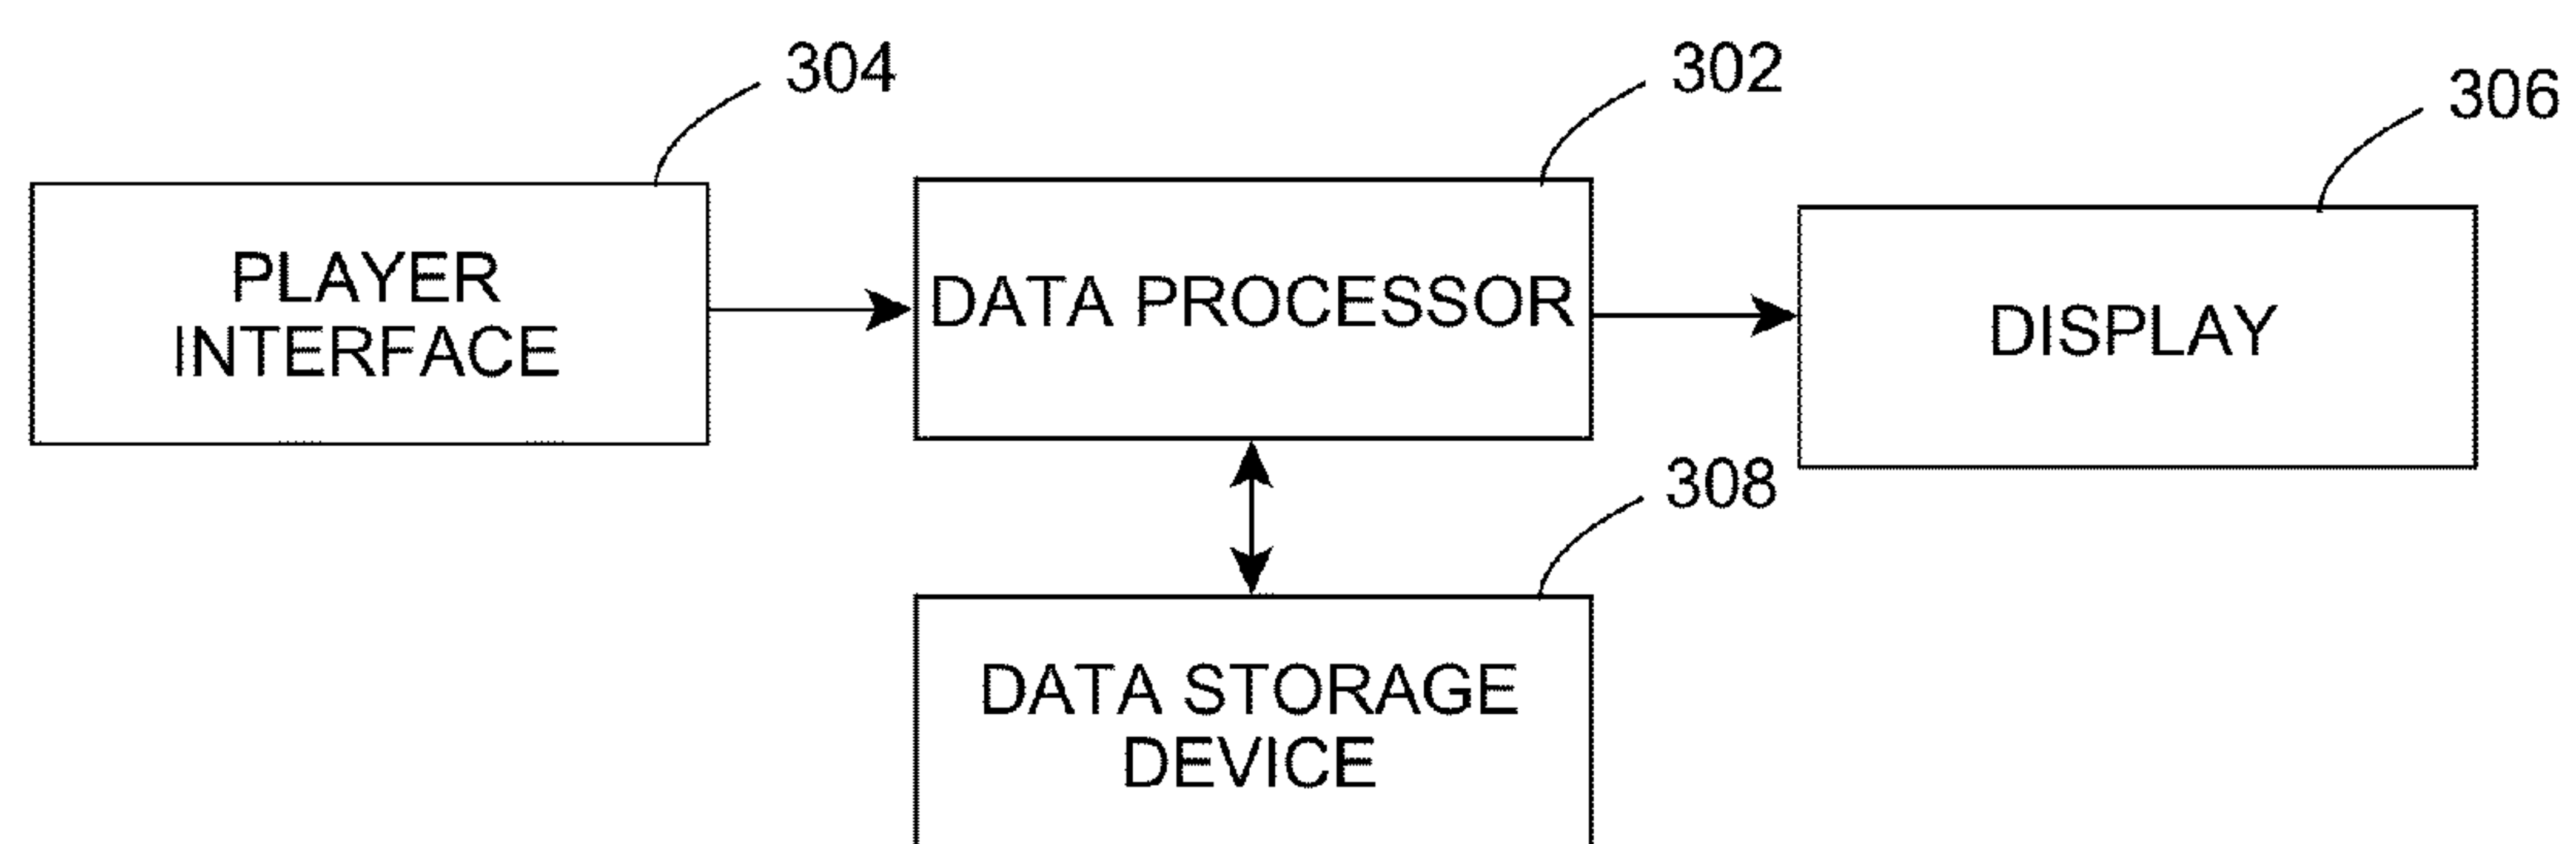 304
302
306
PLAYER
INTERFACE
DATA PROCESSOR
DISPLAY
308
DATA STORAGE
DEVICE